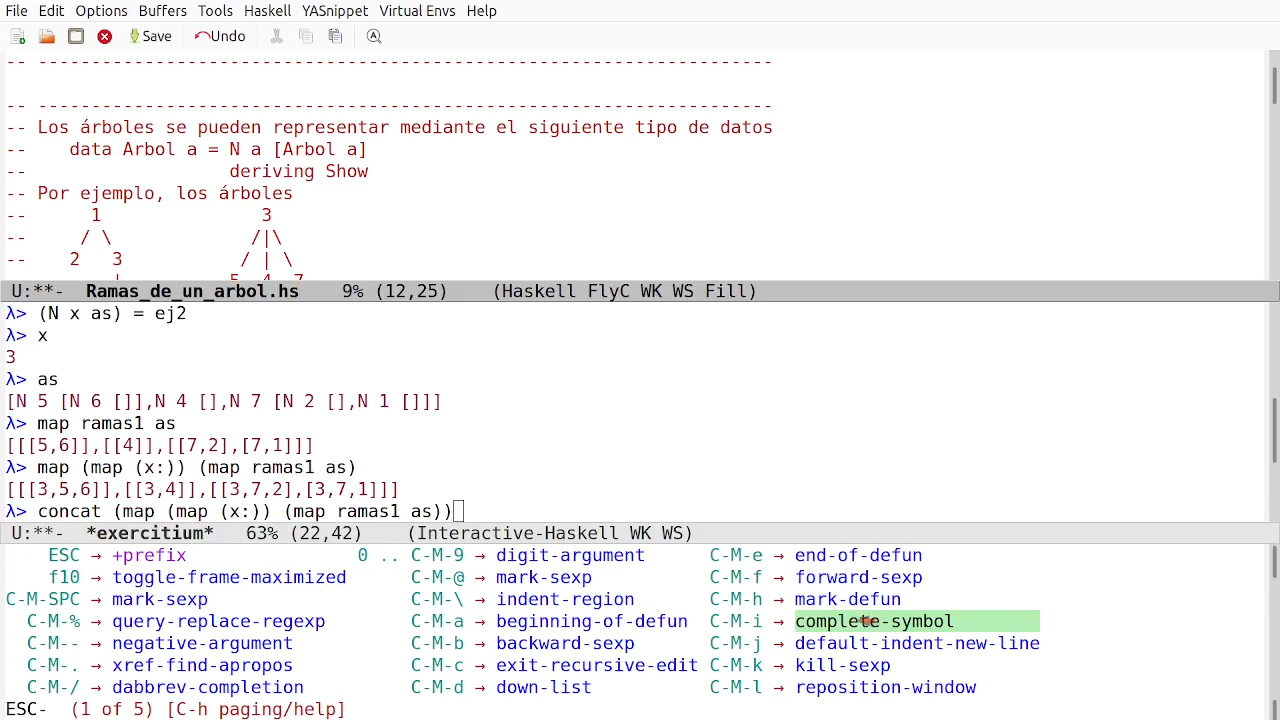 File Edit Options Buffers Tools Haskell YASnippet Virtual Envs Help
Save Undo
-- ---------------------------------------------------------------------
-- ---------------------------------------------------------------------
-- Los árboles se pueden representar mediante el siguiente tipo de datos
--    data Arbol a = N a [Arbol a]
--                   deriving Show
-- Por ejemplo, los árboles
--      1               3
--     / \             /|\
--    2   3           / | \
        |          5  4  7
U:**-  Ramas_de_un_arbol.hs    9% (12,25)    (Haskell FlyC WK WS Fill)
λ> (N x as) = ej2
λ> x
3
λ> as
[N 5 [N 6 []],N 4 [],N 7 [N 2 [],N 1 []]]
λ> map ramas1 as
[[[5,6]],[[4]],[[7,2],[7,1]]]
λ> map (map (x:)) (map ramas1 as)
[[[3,5,6]],[[3,4]],[[3,7,2],[3,7,1]]]
λ> concat (map (map (x:)) (map ramas1 as))
U:**-  *exercitium*   63% (22,42)    (Interactive-Haskell WK WS)
ESC → +prefix 0 .. C-M-9 → digit-argument C-M-e → end-of-defun
f10 → toggle-frame-maximized C-M-@ → mark-sexp C-M-f → forward-sexp
C-M-SPC → mark-sexp C-M-\ → indent-region C-M-h → mark-defun
C-M-% → query-replace-regexp C-M-a → beginning-of-defun C-M-i → complete-symbol
C-M-- → negative-argument C-M-b → backward-sexp C-M-j → default-indent-new-line
C-M-. → xref-find-apropos C-M-c → exit-recursive-edit C-M-k → kill-sexp
C-M-/ → dabbrev-completion C-M-d → down-list C-M-l → reposition-window
ESC-  (1 of 5) [C-h paging/help]